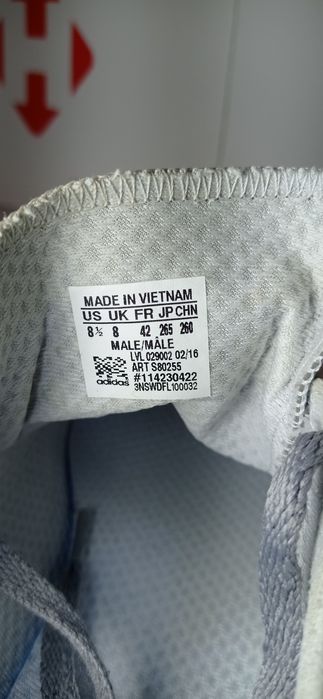 MADE IN VIETNAM
US UK FR JP CHN
8½ 8 42 265 260
MALE/MÂLE
LVL 029002 02/16
ART S80255
#114230422
adidas 3NSWDFL100032